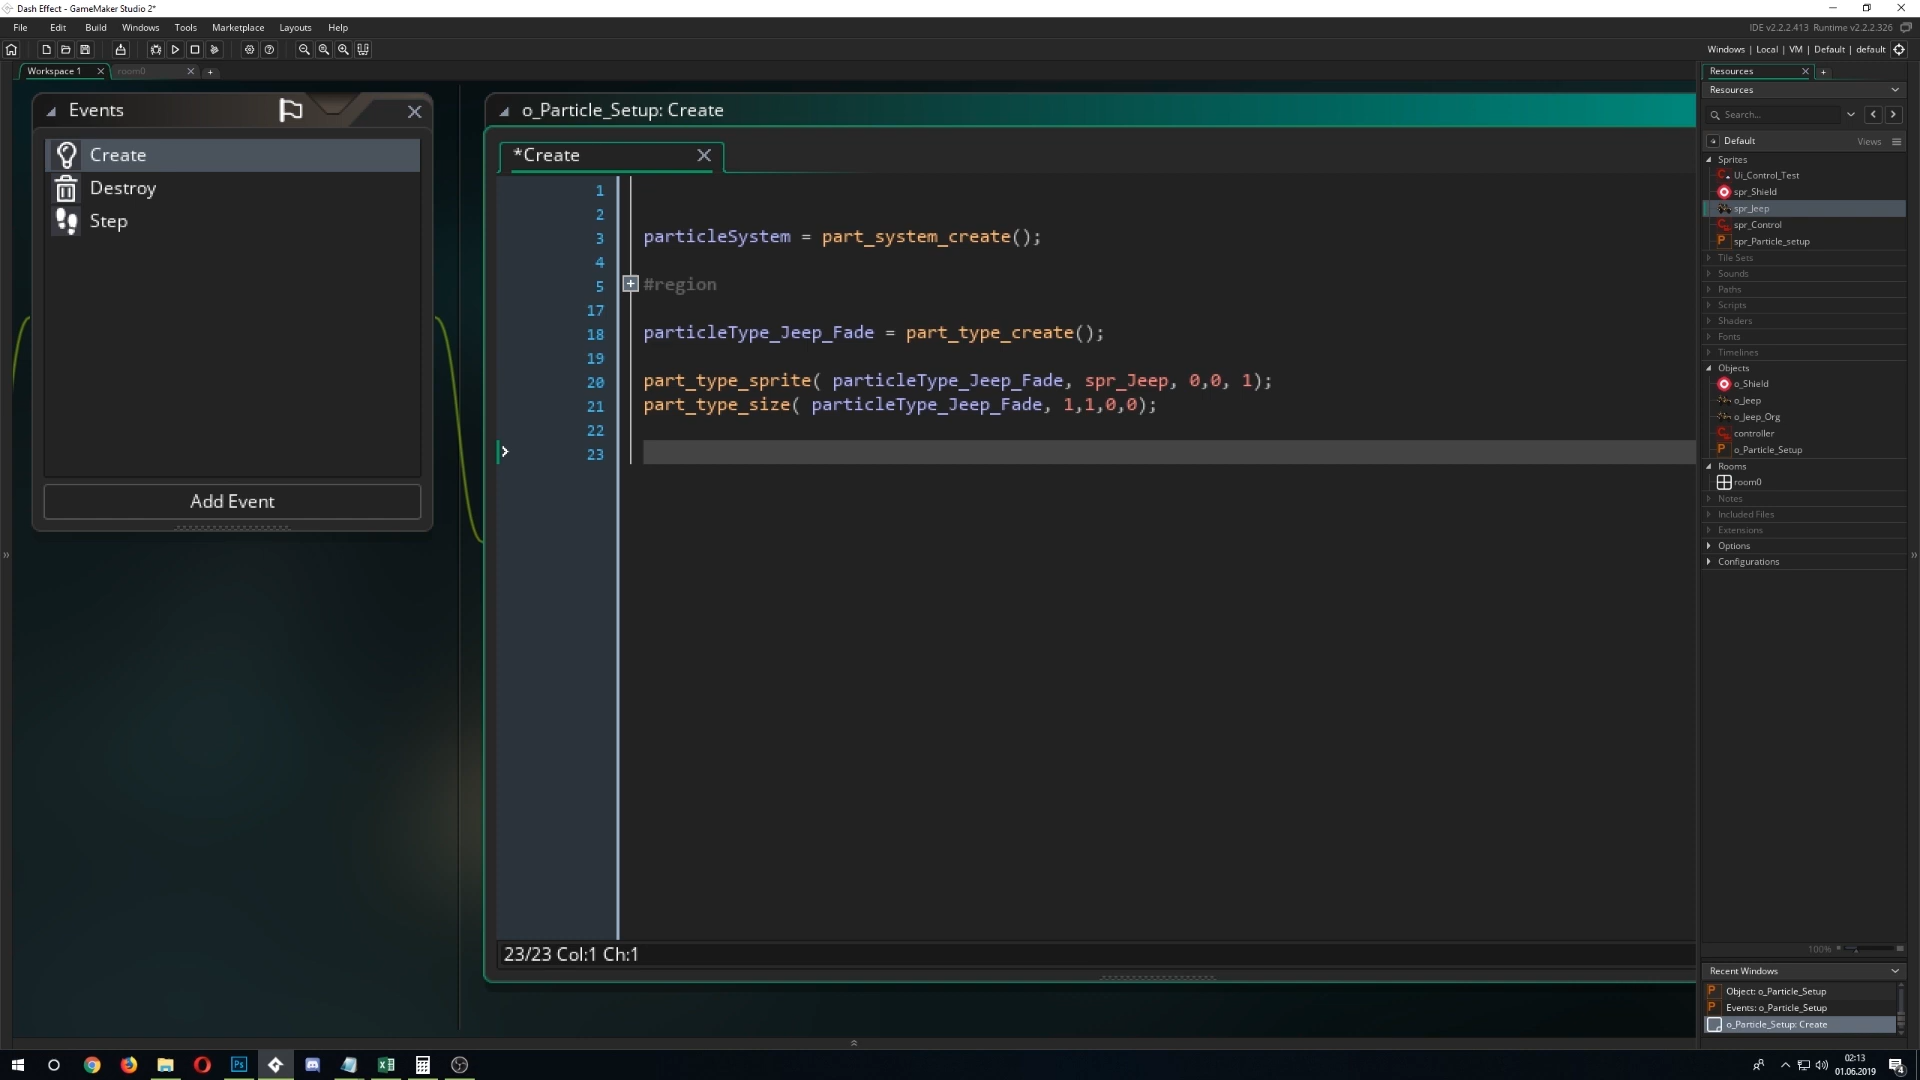 Dash Effect - GameMaker Studio 2*
File Edit Build Windows Tools Marketplace Layouts Help
IDE v2.2.2.413 Runtime v2.2.2.326
Windows | Local | VM | Default | default
Workspace 1
room0
Resources
Resources
Search...
Default
Views
Sprites
Ui_Control_Test
spr_Shield
spr_Jeep
spr_Control
spr_Particle_setup
Tile Sets
Sounds
Paths
Scripts
Shaders
Fonts
Timelines
Objects
o_Shield
o_Jeep
o_Jeep_Org
controller
o_Particle_Setup
Rooms
room0
Notes
Included Files
Extensions
Options
Configurations
100%
Recent Windows
Object: o_Particle_Setup
Events: o_Particle_Setup
o_Particle_Setup: Create
Events
Create
Destroy
Step
Add Event
o_Particle_Setup: Create
*Create
1
2
3 particleSystem = part_system_create();
4
5 #region
17
18 particleType_Jeep_Fade = part_type_create();
19
20 part_type_sprite( particleType_Jeep_Fade, spr_Jeep, 0,0, 1);
21 part_type_size( particleType_Jeep_Fade, 1,1,0,0);
22
23
23/23 Col:1 Ch:1
02:13
01.06.2019